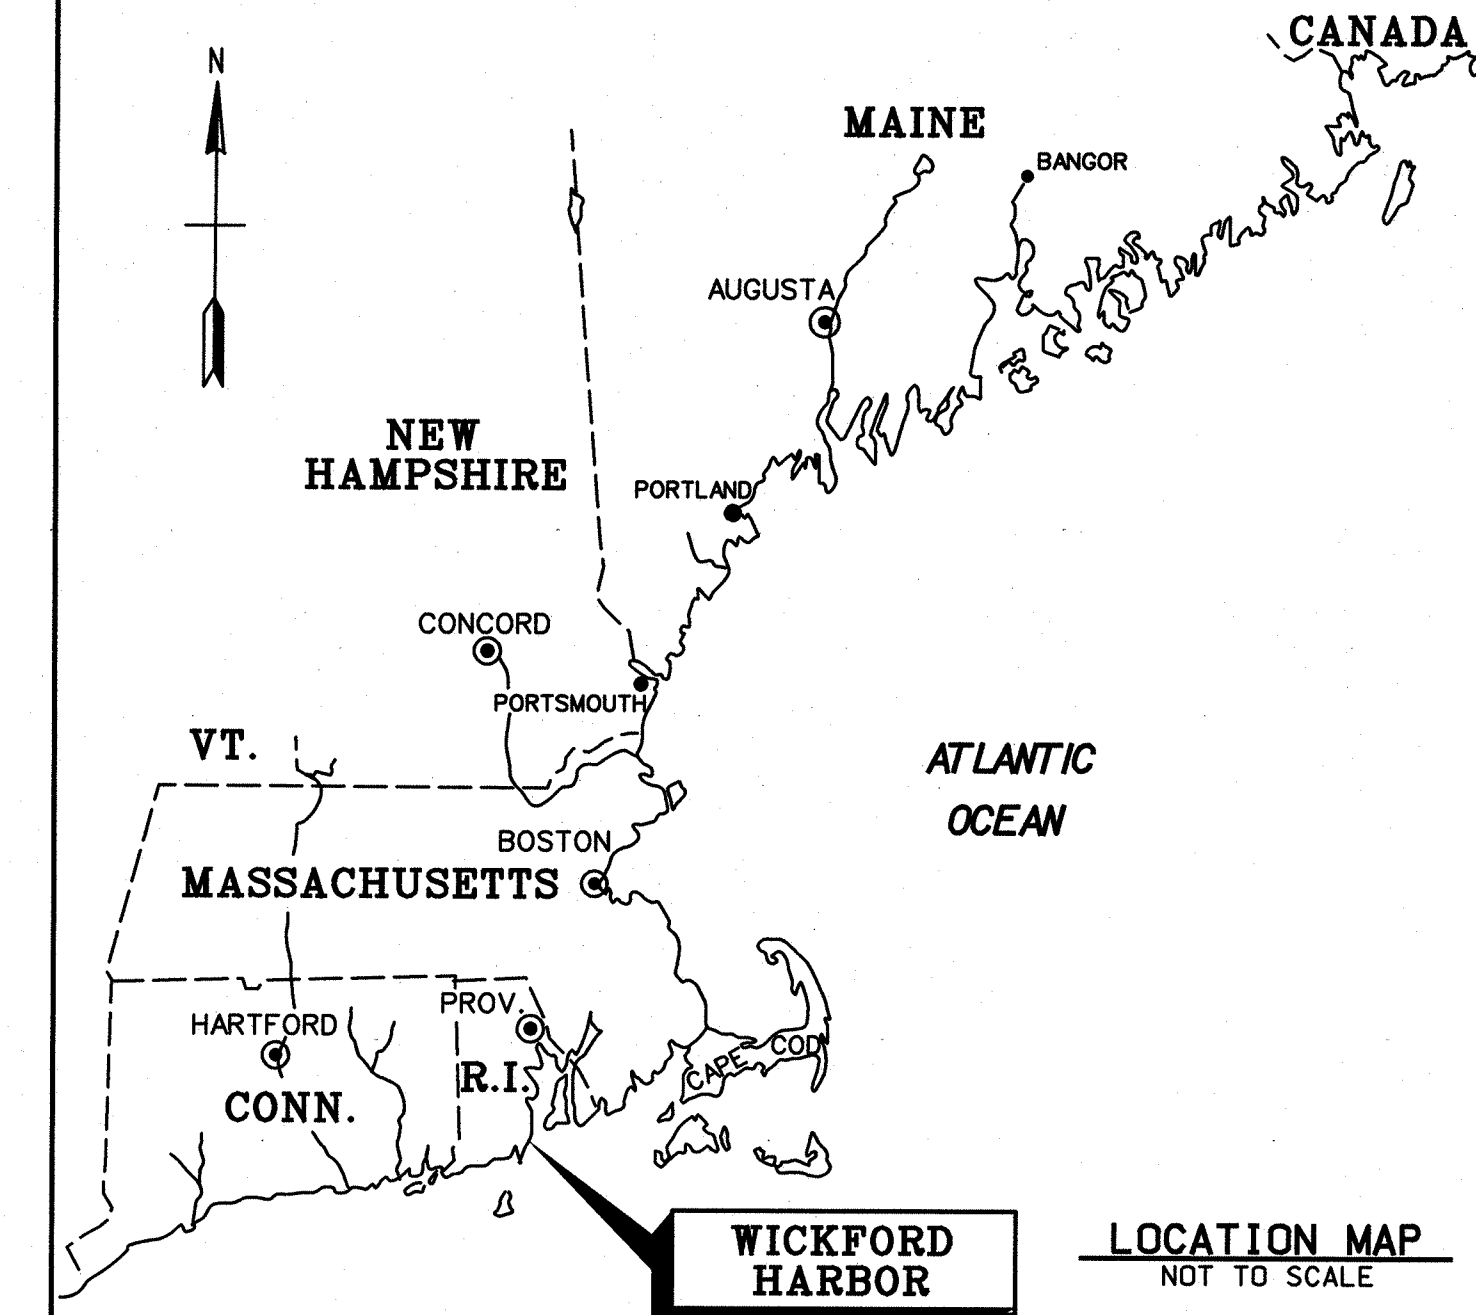 CANADA
N
MAINE
BANGOR
AUGUSTA
NEW
HAMPSHIRE
PORTLAND
CONCORD
PORTSMOUTH
VT.
ATLANTIC
OCEAN
BOSTON
MASSACHUSETTS
PROV.
HARTFORD
CAPE COD
R.I.
CONN.
WICKFORD
HARBOR
LOCATION MAP
NOT TO SCALE